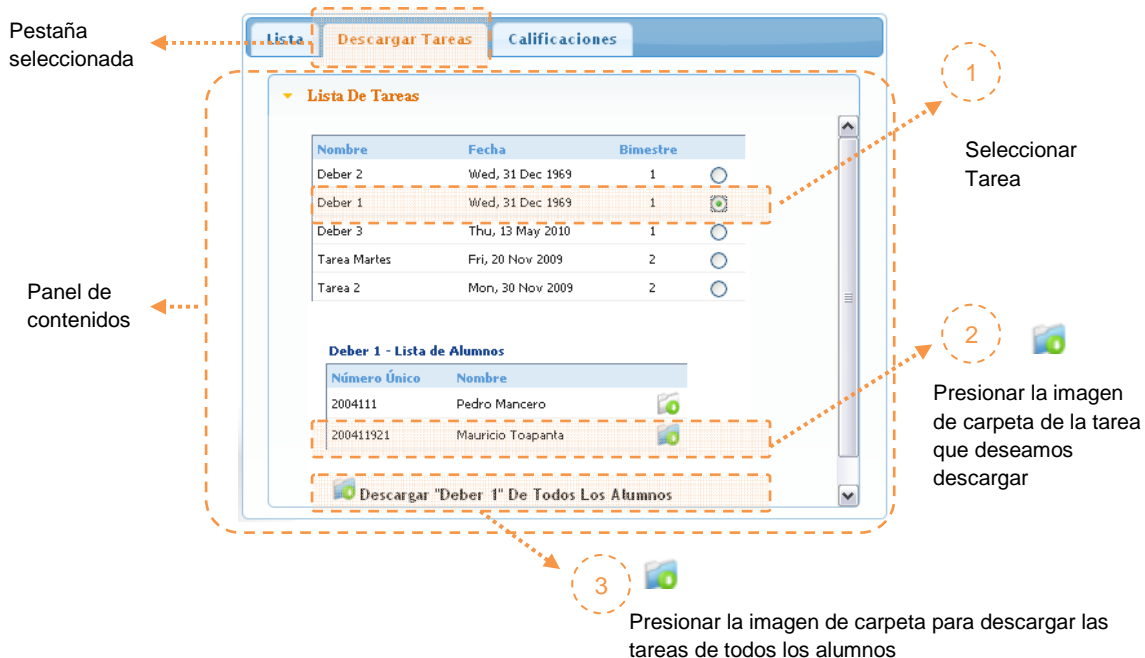 Pestaña
seleccionada
Lista Descargar Tareas Calificaciones
Lista De Tareas
Nombre Fecha Bimestre
Deber 2 Wed, 31 Dec 1969 1
Deber 1 Wed, 31 Dec 1969 1
Deber 3 Thu, 13 May 2010 1
Tarea Martes Fri, 20 Nov 2009 2
Tarea 2 Mon, 30 Nov 2009 2
1
Seleccionar
Tarea
Panel de
contenidos
Deber 1 - Lista de Alumnos
Número Único Nombre
2004111 Pedro Mancero
200411921 Mauricio Toapanta
Descargar "Deber 1" De Todos Los Alumnos
2
Presionar la imagen
de carpeta de la tarea
que deseamos
descargar
3
Presionar la imagen de carpeta para descargar las
tareas de todos los alumnos